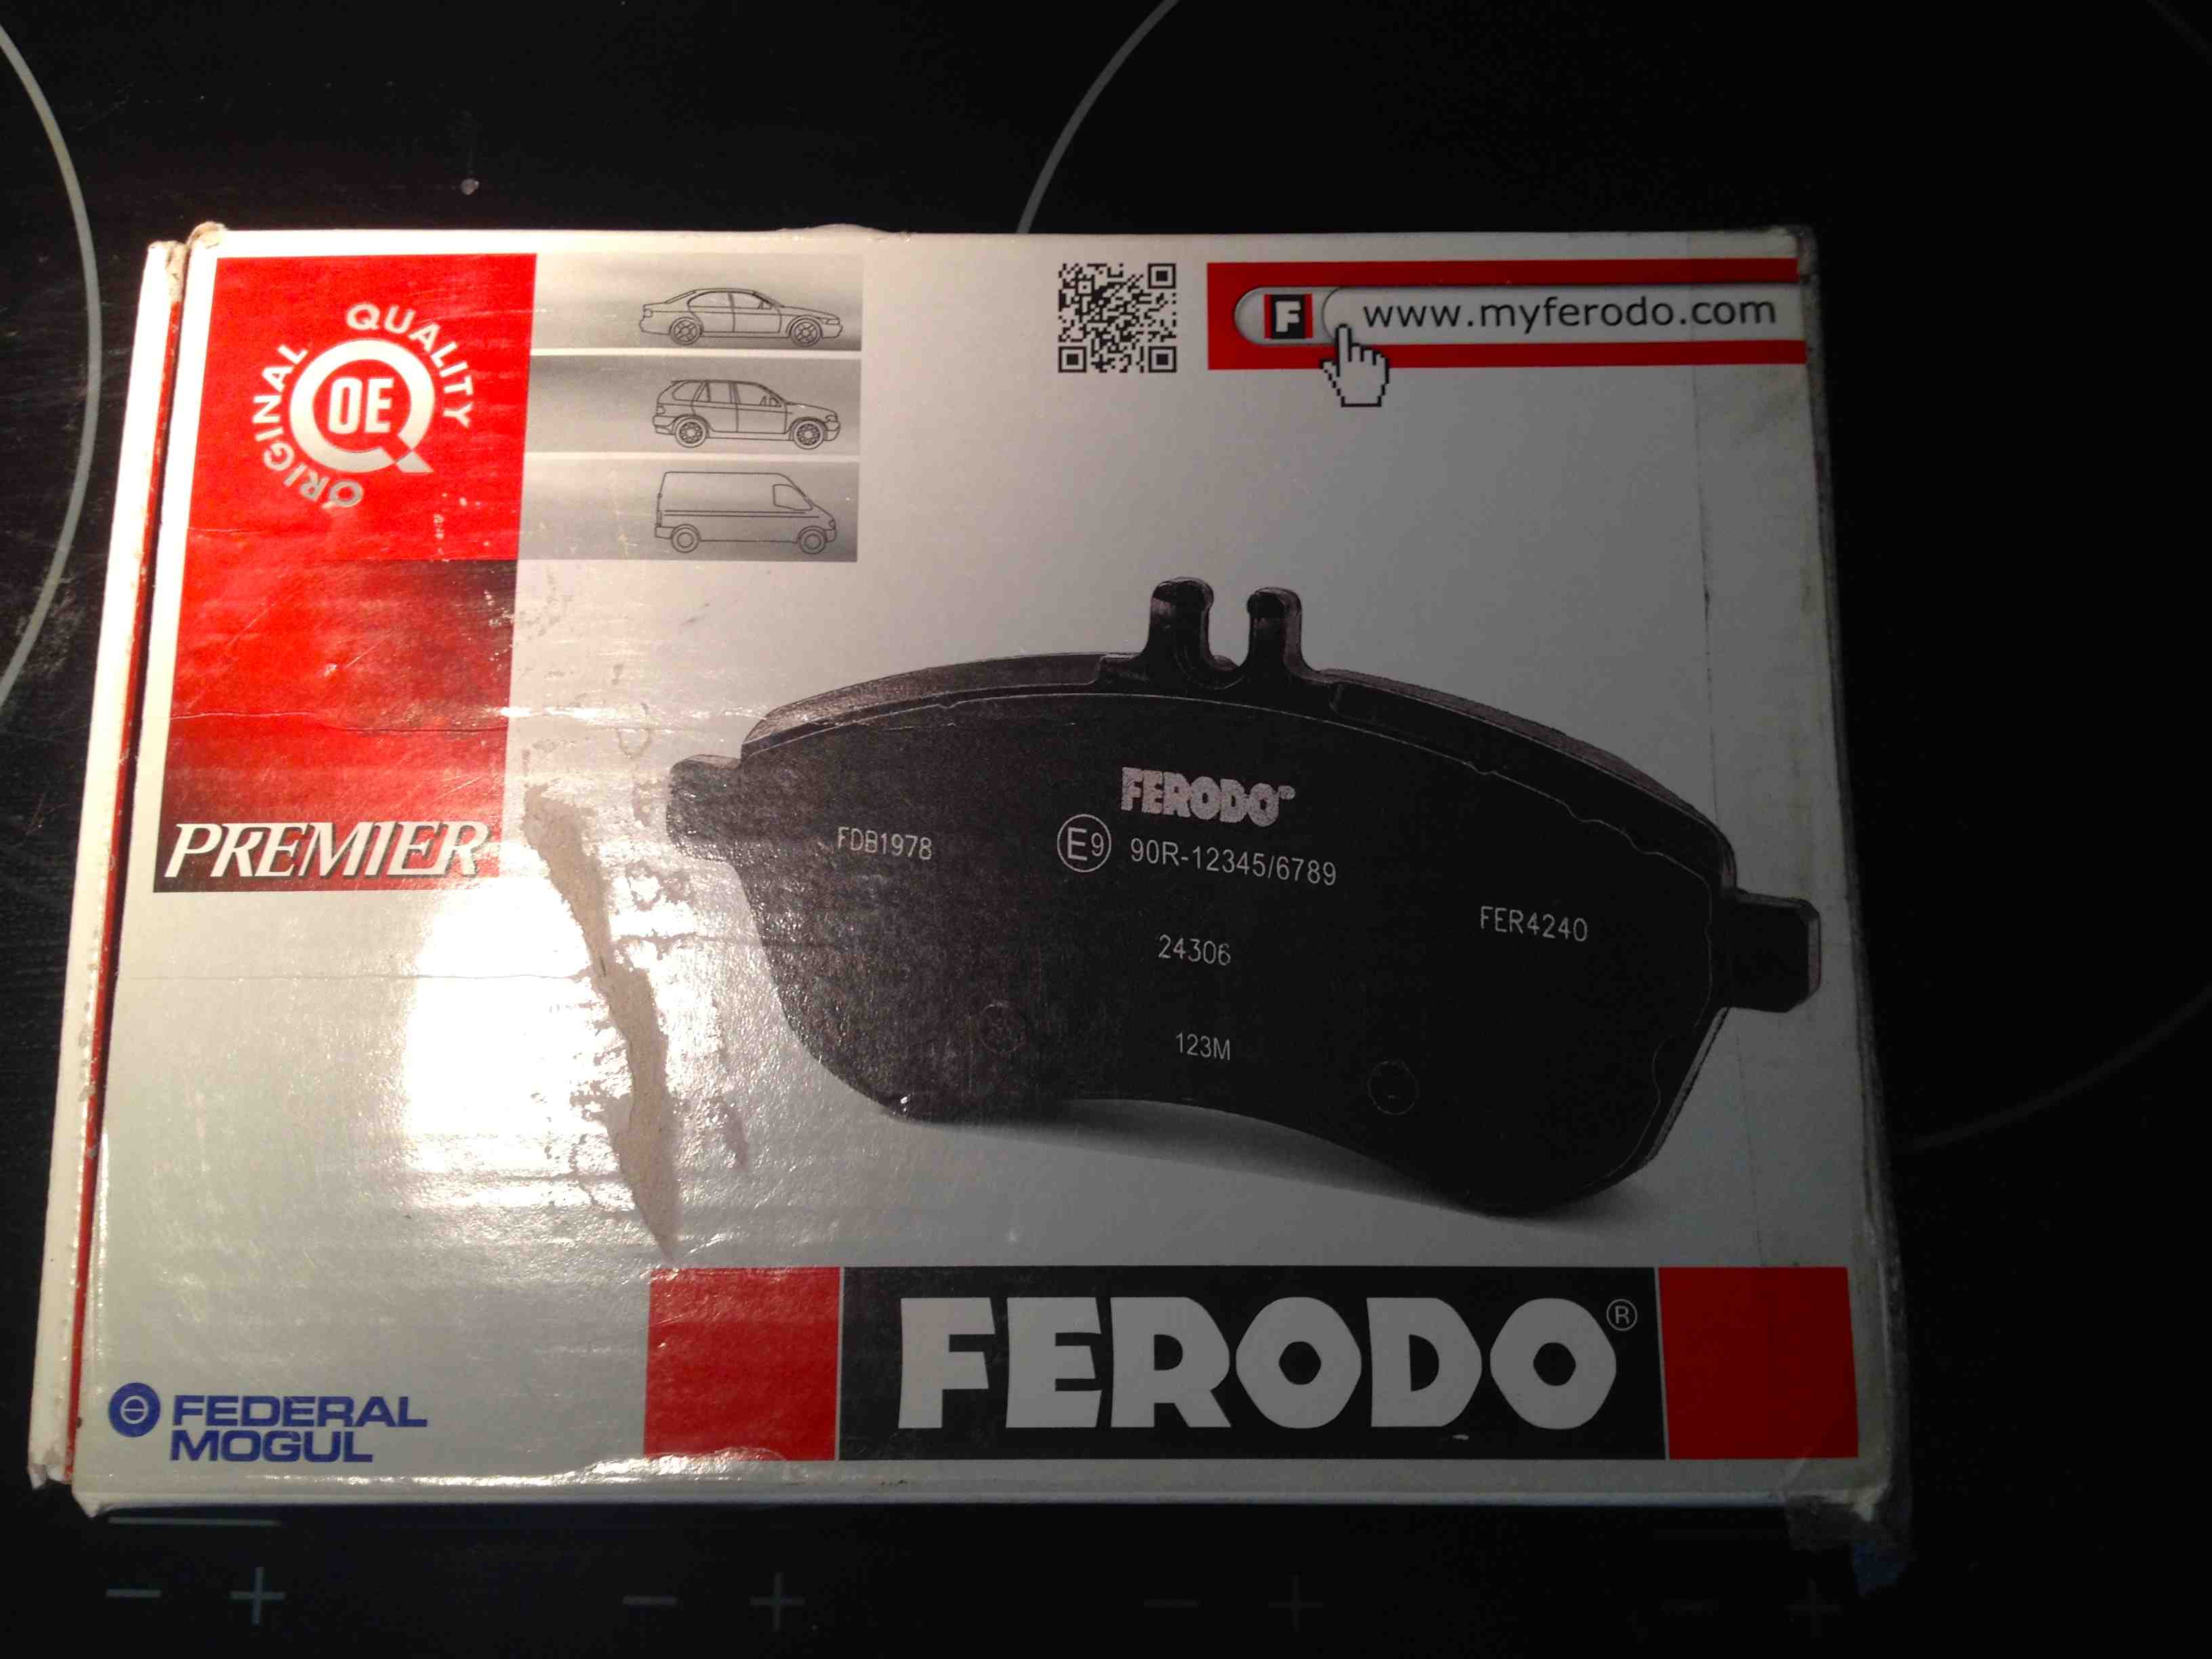 ORIGINAL QUALITY
OE
www.myferodo.com
F
PREMIER
FERODO
FDB1978
E9 90R-12345/6789
FER4240
24306
123M
FERODO®
FEDERAL
MOGUL